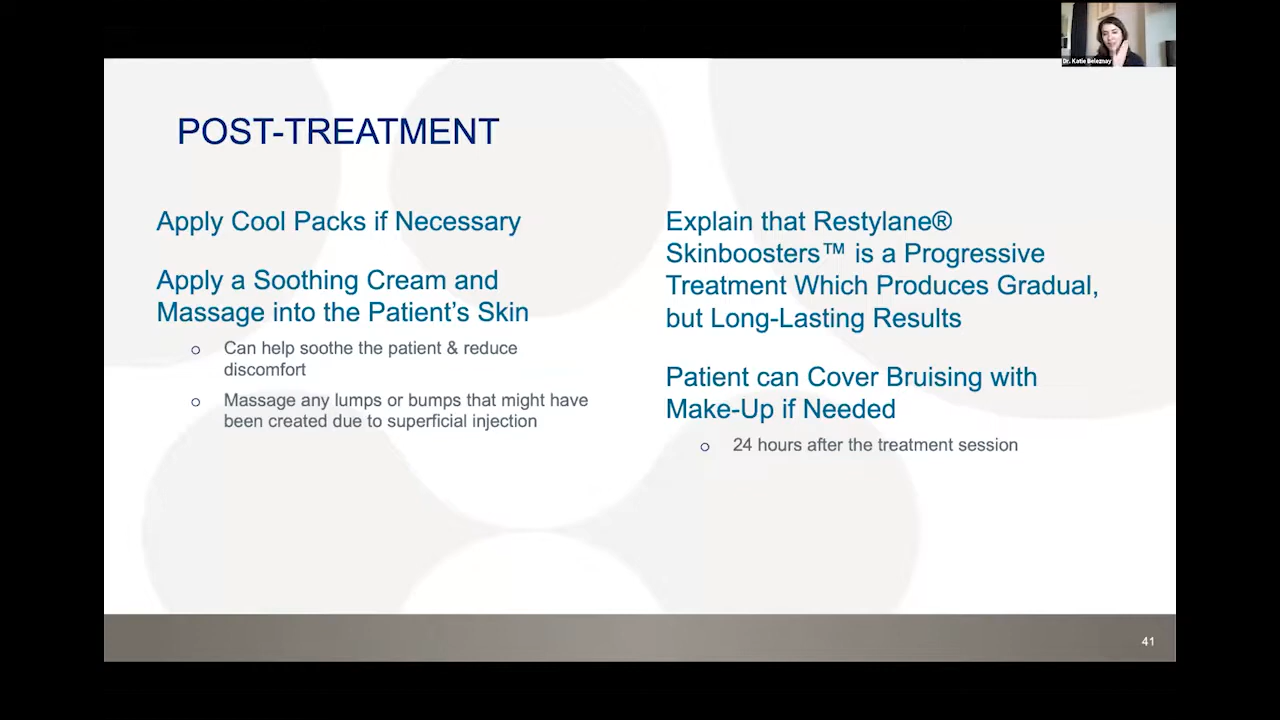 Dr. Katie Beleznay
POST-TREATMENT
Apply Cool Packs if Necessary
Apply a Soothing Cream and
Massage into the Patient’s Skin
Can help soothe the patient & reduce
discomfort
Massage any lumps or bumps that might have
been created due to superficial injection
Explain that Restylane®
Skinboosters™ is a Progressive
Treatment Which Produces Gradual,
but Long-Lasting Results
Patient can Cover Bruising with
Make-Up if Needed
24 hours after the treatment session
41